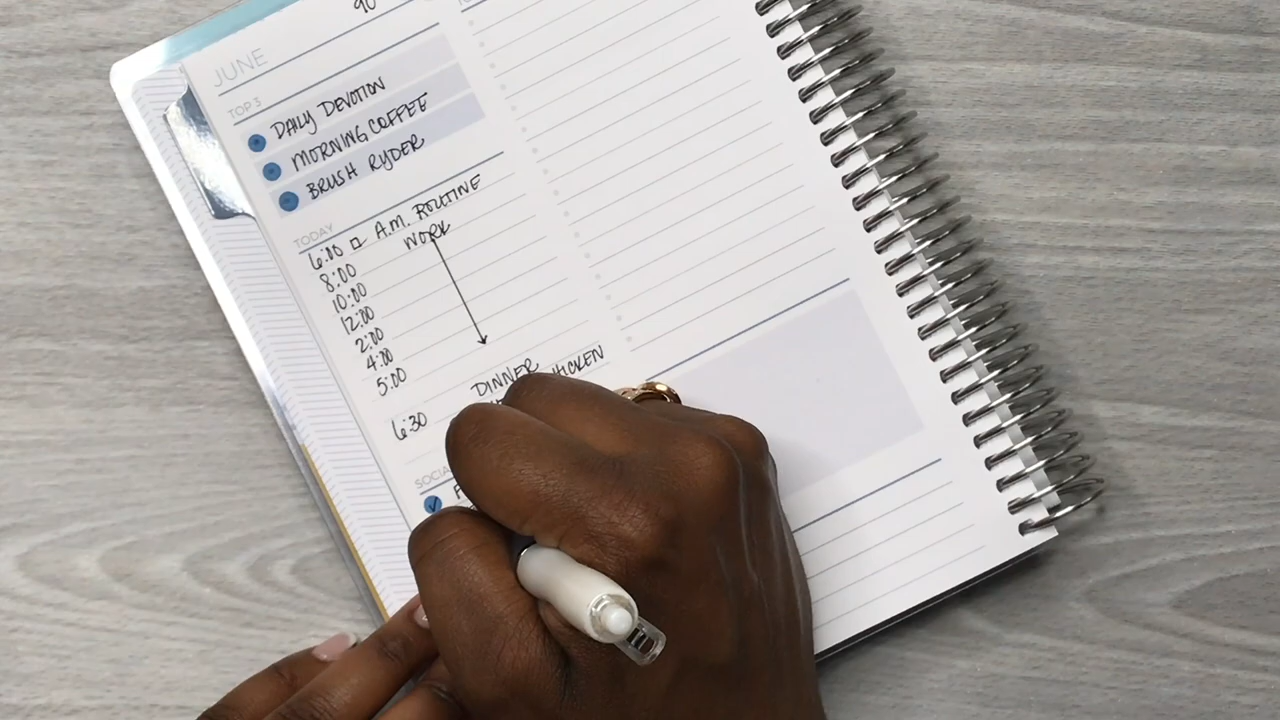 JUNE
TOP 3
DAILY DEVOTION
MORNING COFFEE
BRUSH RYDER
TODAY
6:00 A.M. ROUTINE
8:00 WORK
10:00
12:00
2:00
4:00
5:00
DINNER
6:30